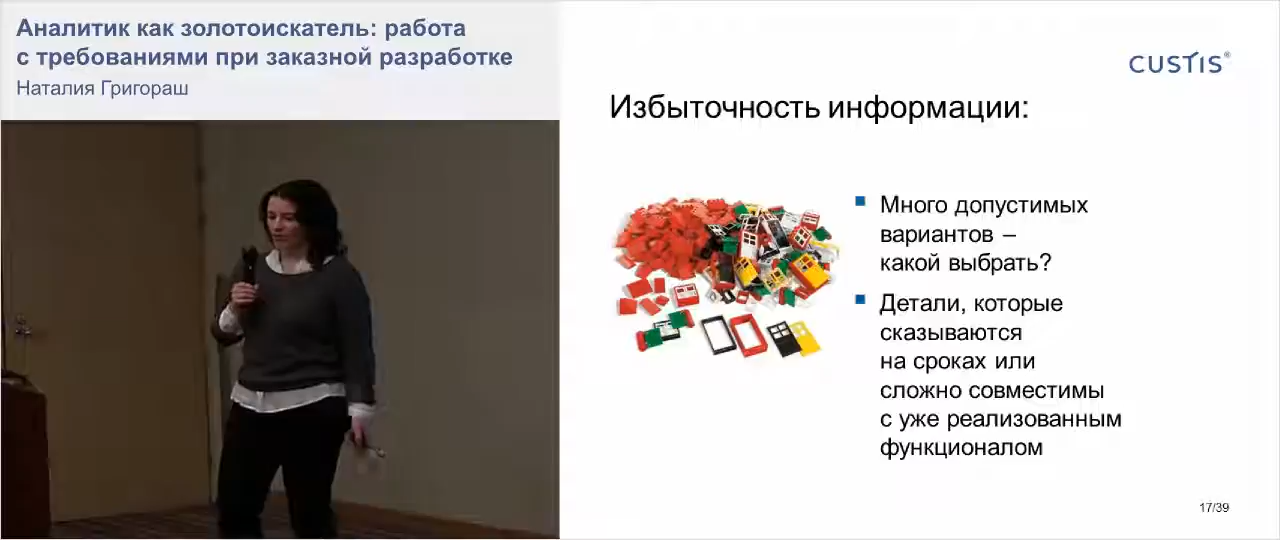 Аналитик как золотоискатель: работа
с требованиями при заказной разработке
Наталия Григораш
CUSTIS®
Избыточность информации:
Много допустимых
вариантов –
какой выбрать?
Детали, которые
сказываются
на сроках или
сложно совместимы
с уже реализованным
функционалом
17/39